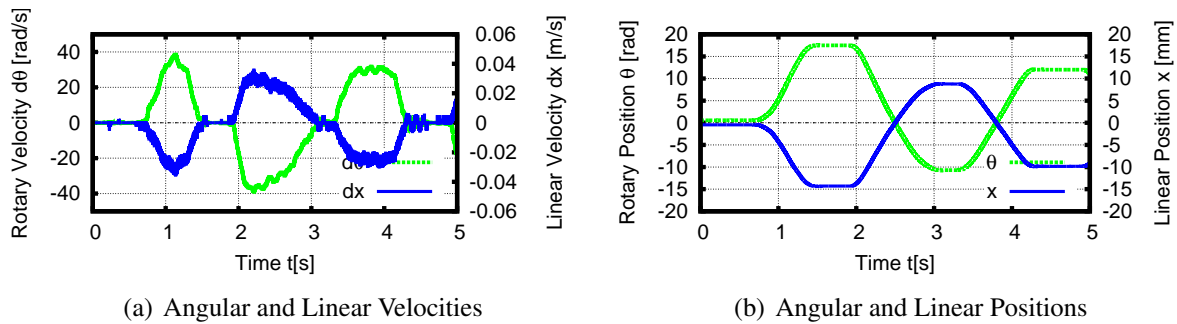 Rotary Velocity dθ [rad/s]
40
20
0
-20
-40
0.06
0.04
0.02
0
-0.02
-0.04
-0.06
Linear Velocity dx [m/s]
dθ
dx
0 1 2 3 4 5
Time t[s]
(a) Angular and Linear Velocities
Rotary Position θ [rad]
20
15
10
5
0
-5
-10
-15
-20
20
15
10
5
0
-5
-10
-15
-20
Linear Position x [mm]
θ
x
0 1 2 3 4 5
Time t[s]
(b) Angular and Linear Positions